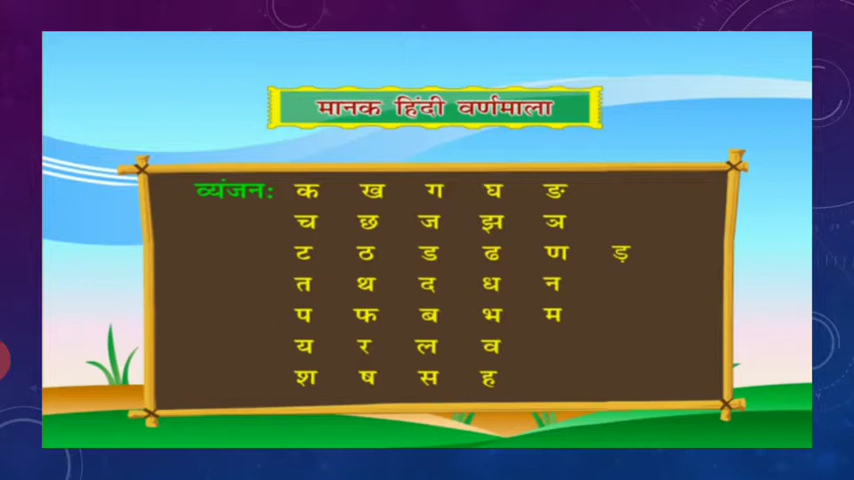 मानक हिंदी वर्णमाला
व्यंजन: क ख ग घ ङ
च छ ज झ ञ
ट ठ ड ढ ण ड़
त थ द ध न
प फ ब भ म
य र ल व
श ष स ह